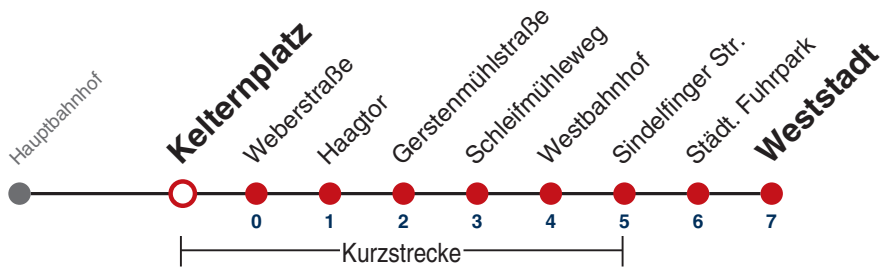 Hauptbahnhof
Kelternplatz
Weberstraße
Haagtor
Gerstenmühlstraße
Schleifmühleweg
Westbahnhof
Sindelfinger Str.
Städt. Fuhrpark
Weststadt
0 1 2 3 4 5 6 7
Kurzstrecke